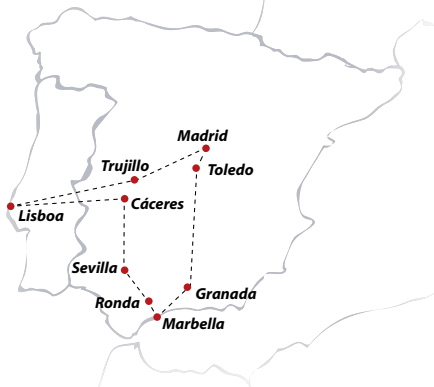 Madrid
Trujillo
Toledo
Cáceres
Lisboa
Sevilla
Granada
Ronda
Marbella